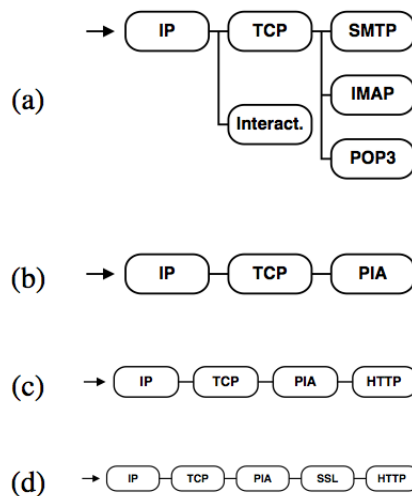 IP TCP SMTP
(a) IMAP
Interact.
POP3
(b) IP TCP PIA
(c) IP TCP PIA HTTP
(d) IP TCP PIA SSL HTTP